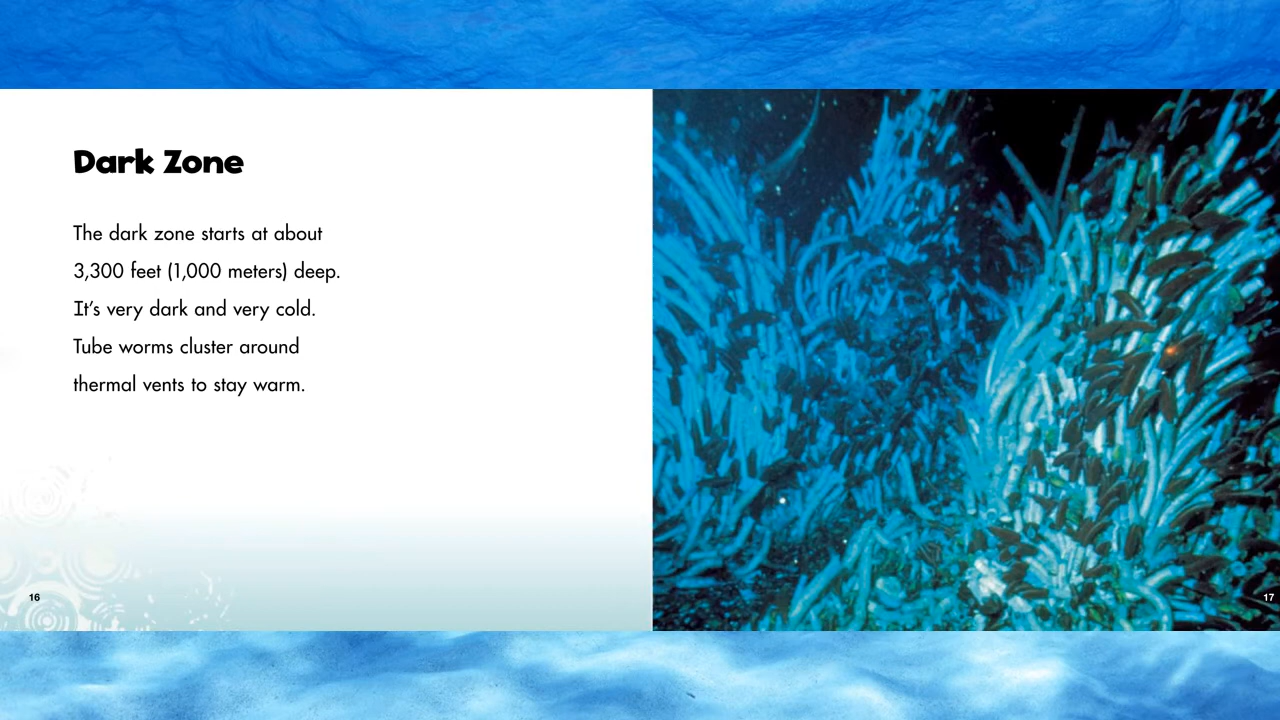 Dark Zone
The dark zone starts at about
3,300 feet (1,000 meters) deep.
It's very dark and very cold.
Tube worms cluster around
thermal vents to stay warm.
16
17